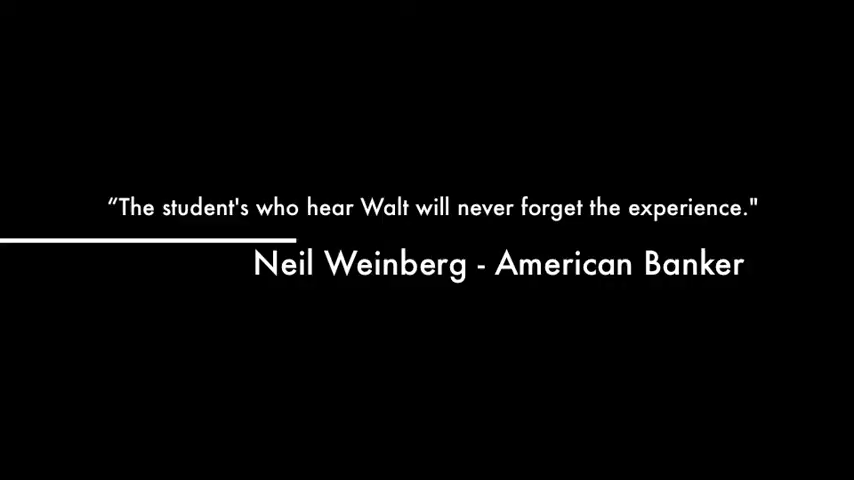 “The student's who hear Walt will never forget the experience."
Neil Weinberg - American Banker